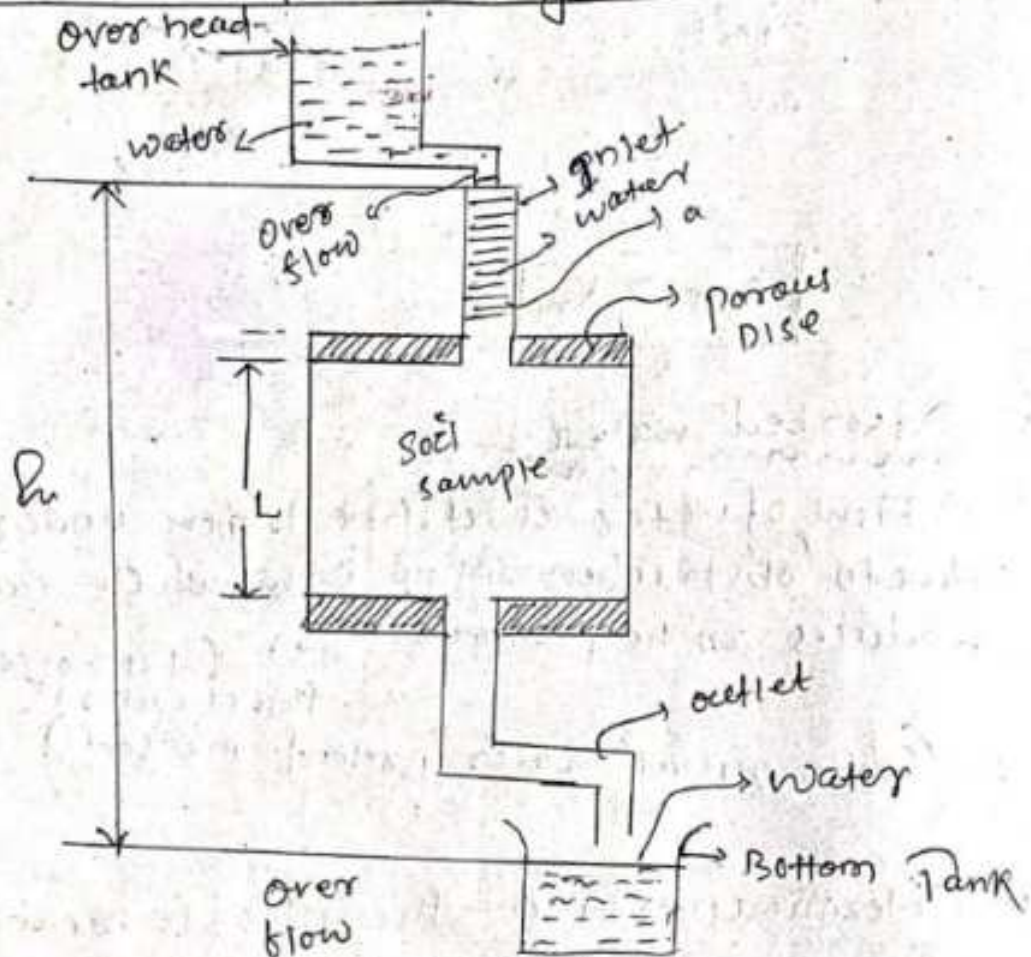 Over head
tank
water
Over
flow
Inlet
water
a
Porous
Disc
Soil
sample
L
h
outlet
Water
Bottom Tank
Over
flow